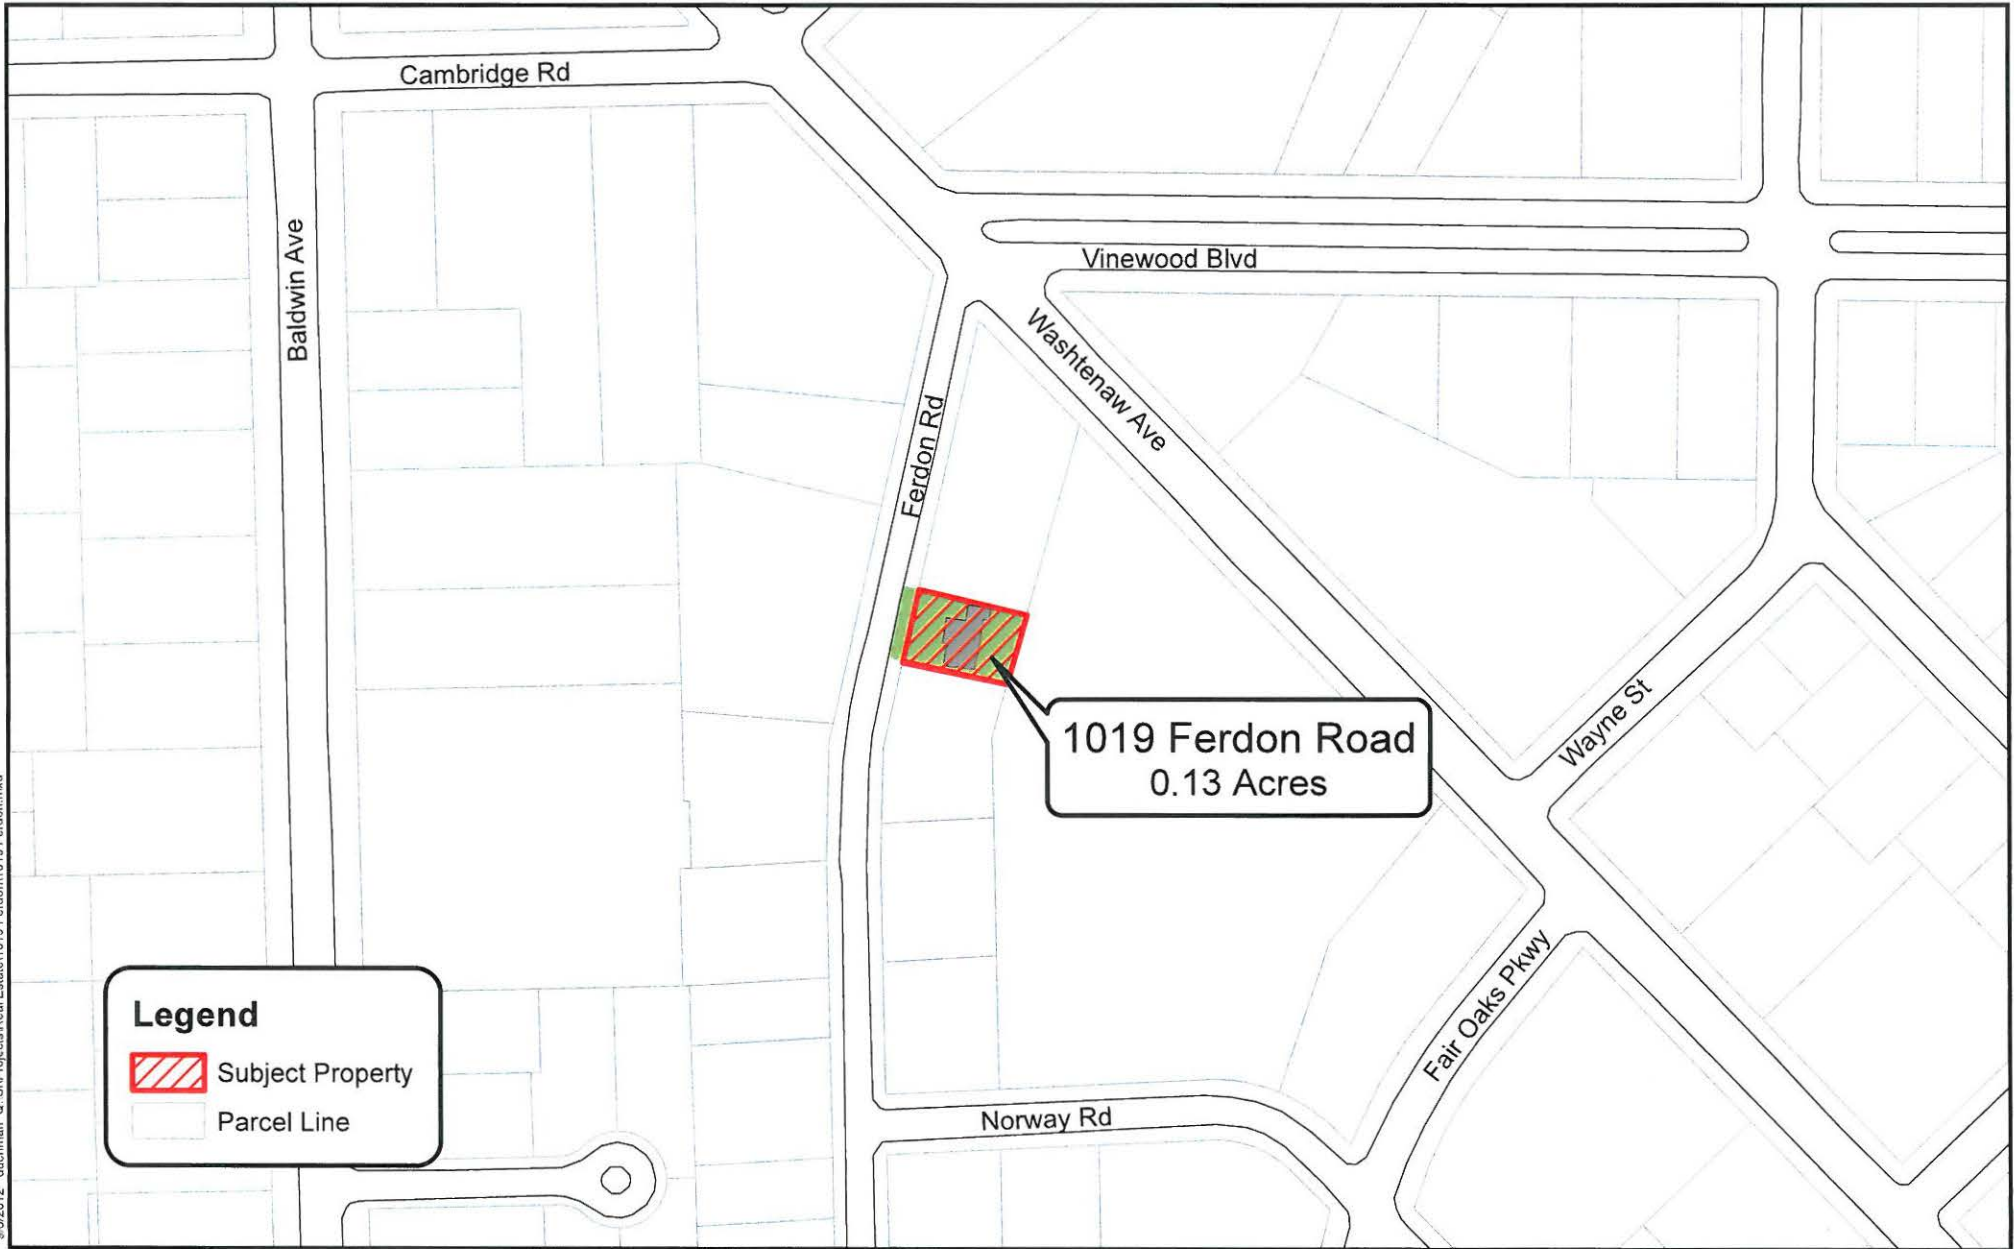 Cambridge Rd
Baldwin Ave
Vinewood Blvd
Washtenaw Ave
Ferdon Rd
1019 Ferdon Road
0.13 Acres
Wayne St
Fair Oaks Pkwy
Norway Rd
Legend
Subject Property
Parcel Line